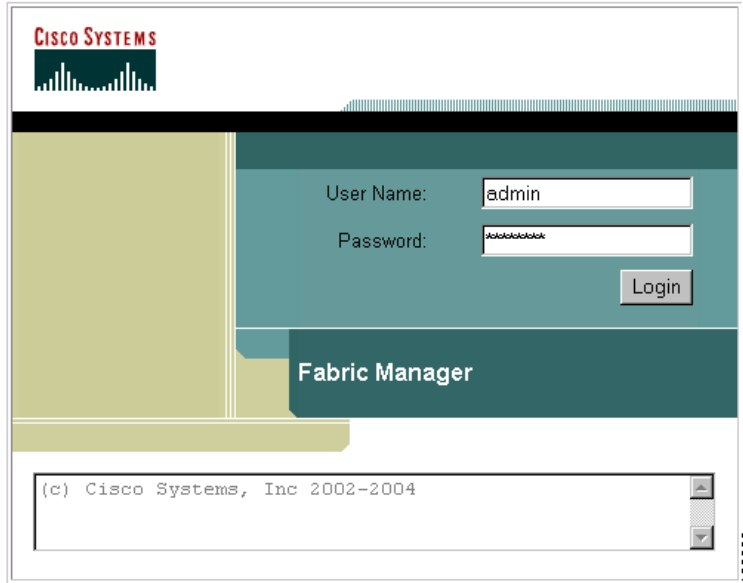 CISCO SYSTEMS
User Name: admin
Password: ********
Login
Fabric Manager
(c) Cisco Systems, Inc 2002-2004